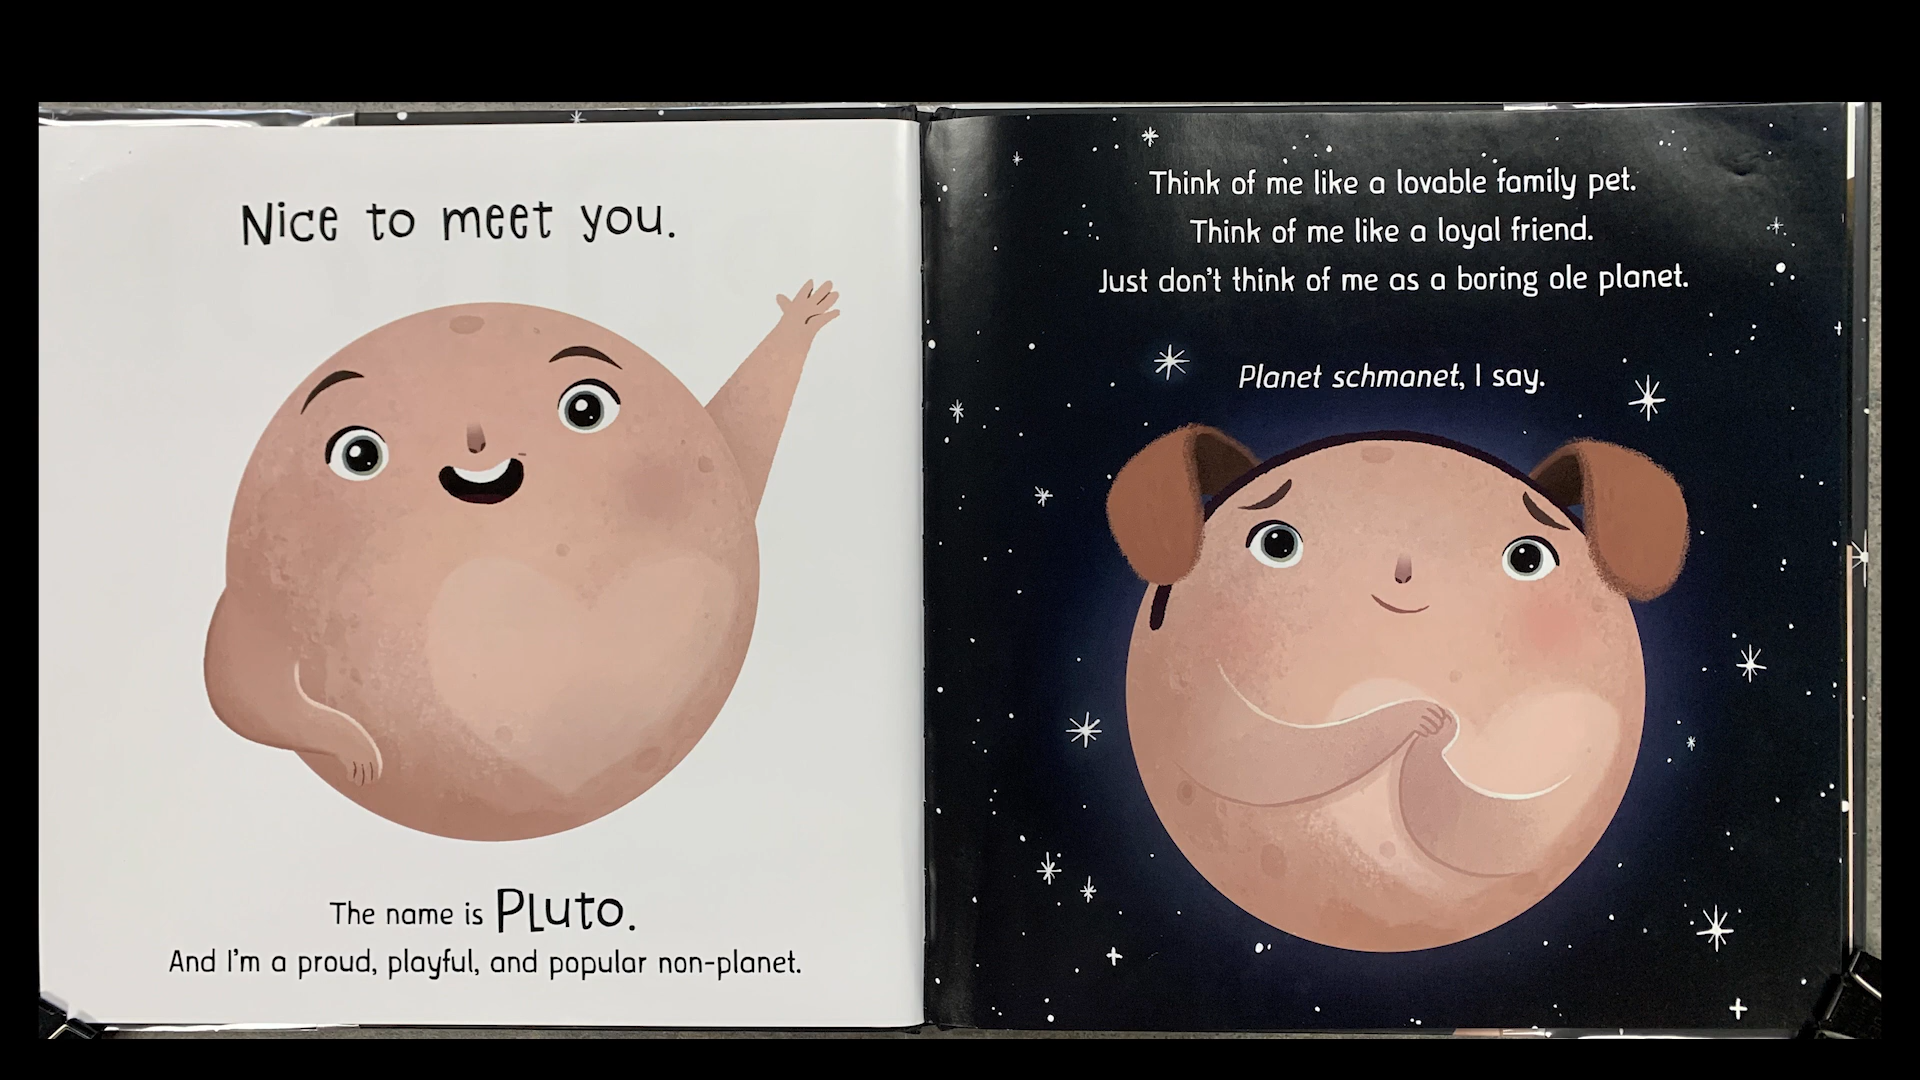 Nice to meet you.
The name is PLuto.
And I'm a proud, playful, and popular non-planet.
Think of me like a lovable family pet.
Think of me like a loyal friend.
Just don't think of me as a boring ole planet.
Planet schmanet, I say.